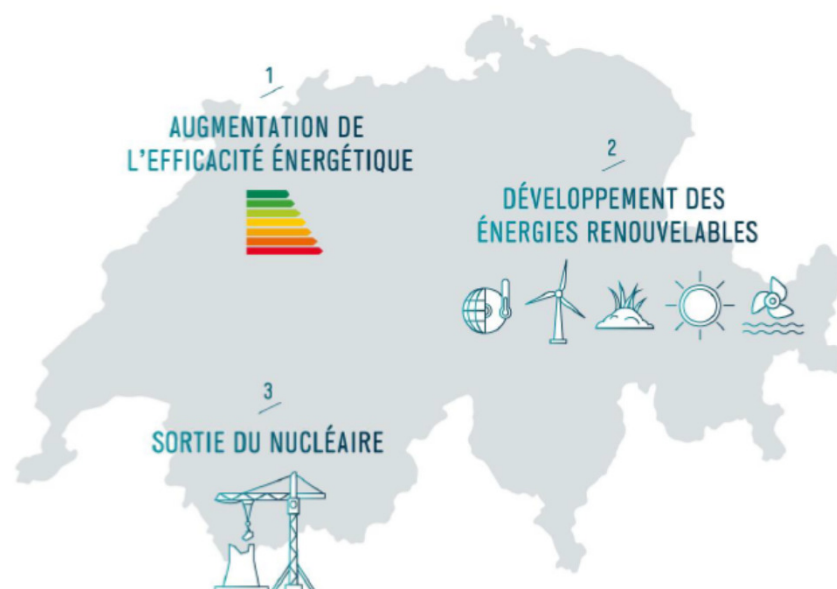 1
AUGMENTATION DE
L'EFFICACITÉ ÉNERGÉTIQUE
2
DÉVELOPPEMENT DES
ÉNERGIES RENOUVELABLES
3
SORTIE DU NUCLÉAIRE